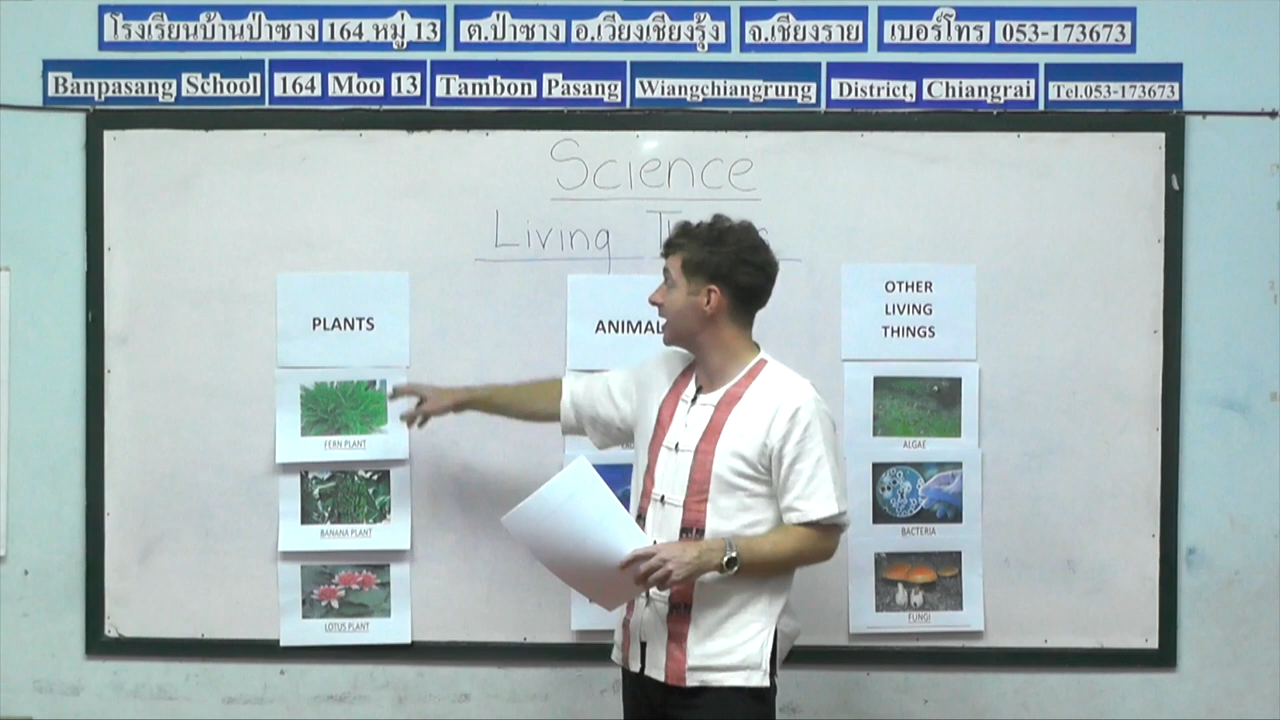 โรงเรียนบ้านป่าซาง 164 หมู่ 13 ต.ป่าซาง อ.เวียงเชียงรุ้ง จ.เชียงราย เบอร์โทร 053-173673
Banpasang School 164 Moo 13 Tambon Pasang Wiangchiangrung District, Chiangrai Tel.053-173673
Science
Living
PLANTS
FERN PLANT
BANANA PLANT
LOTUS PLANT
ANIMAL
OTHER
LIVING
THINGS
ALGAE
BACTERIA
FUNGI